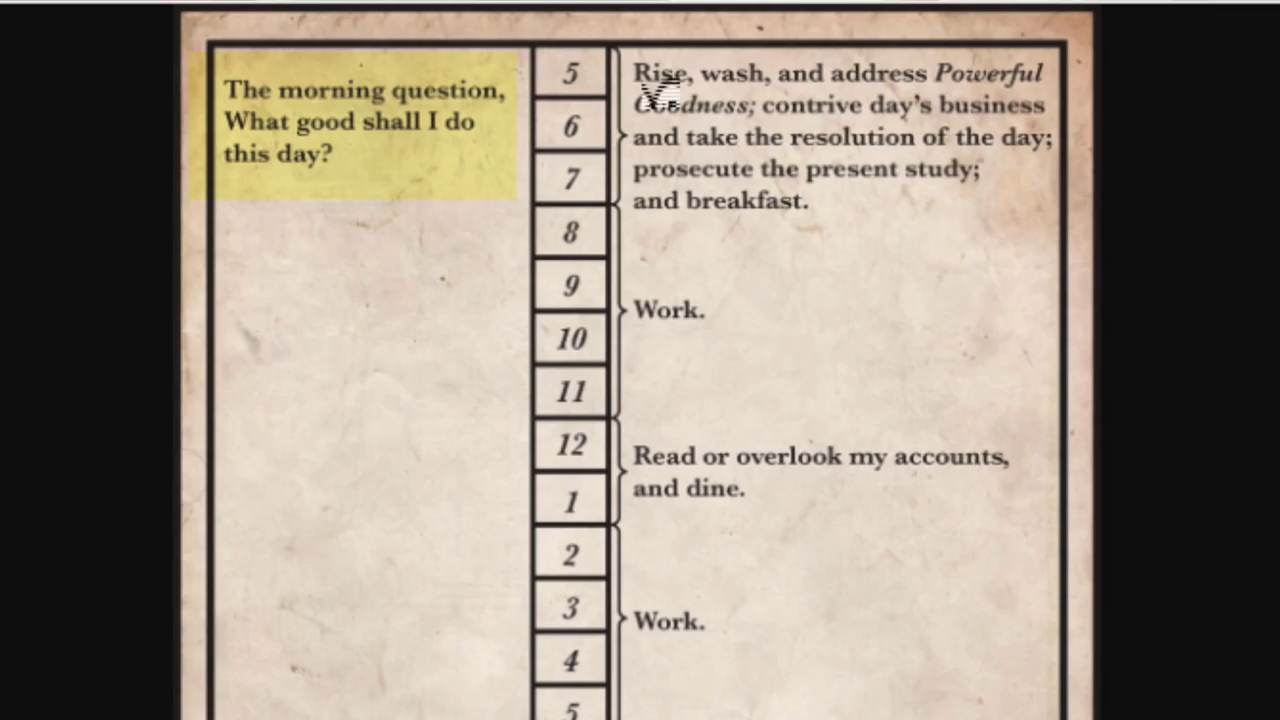 The morning question,
What good shall I do
this day?
5
6
7
8
9
10
11
12
1
2
3
4
5
Rise, wash, and address Powerful
Goodness; contrive day's business
and take the resolution of the day;
prosecute the present study;
and breakfast.
Work.
Read or overlook my accounts,
and dine.
Work.